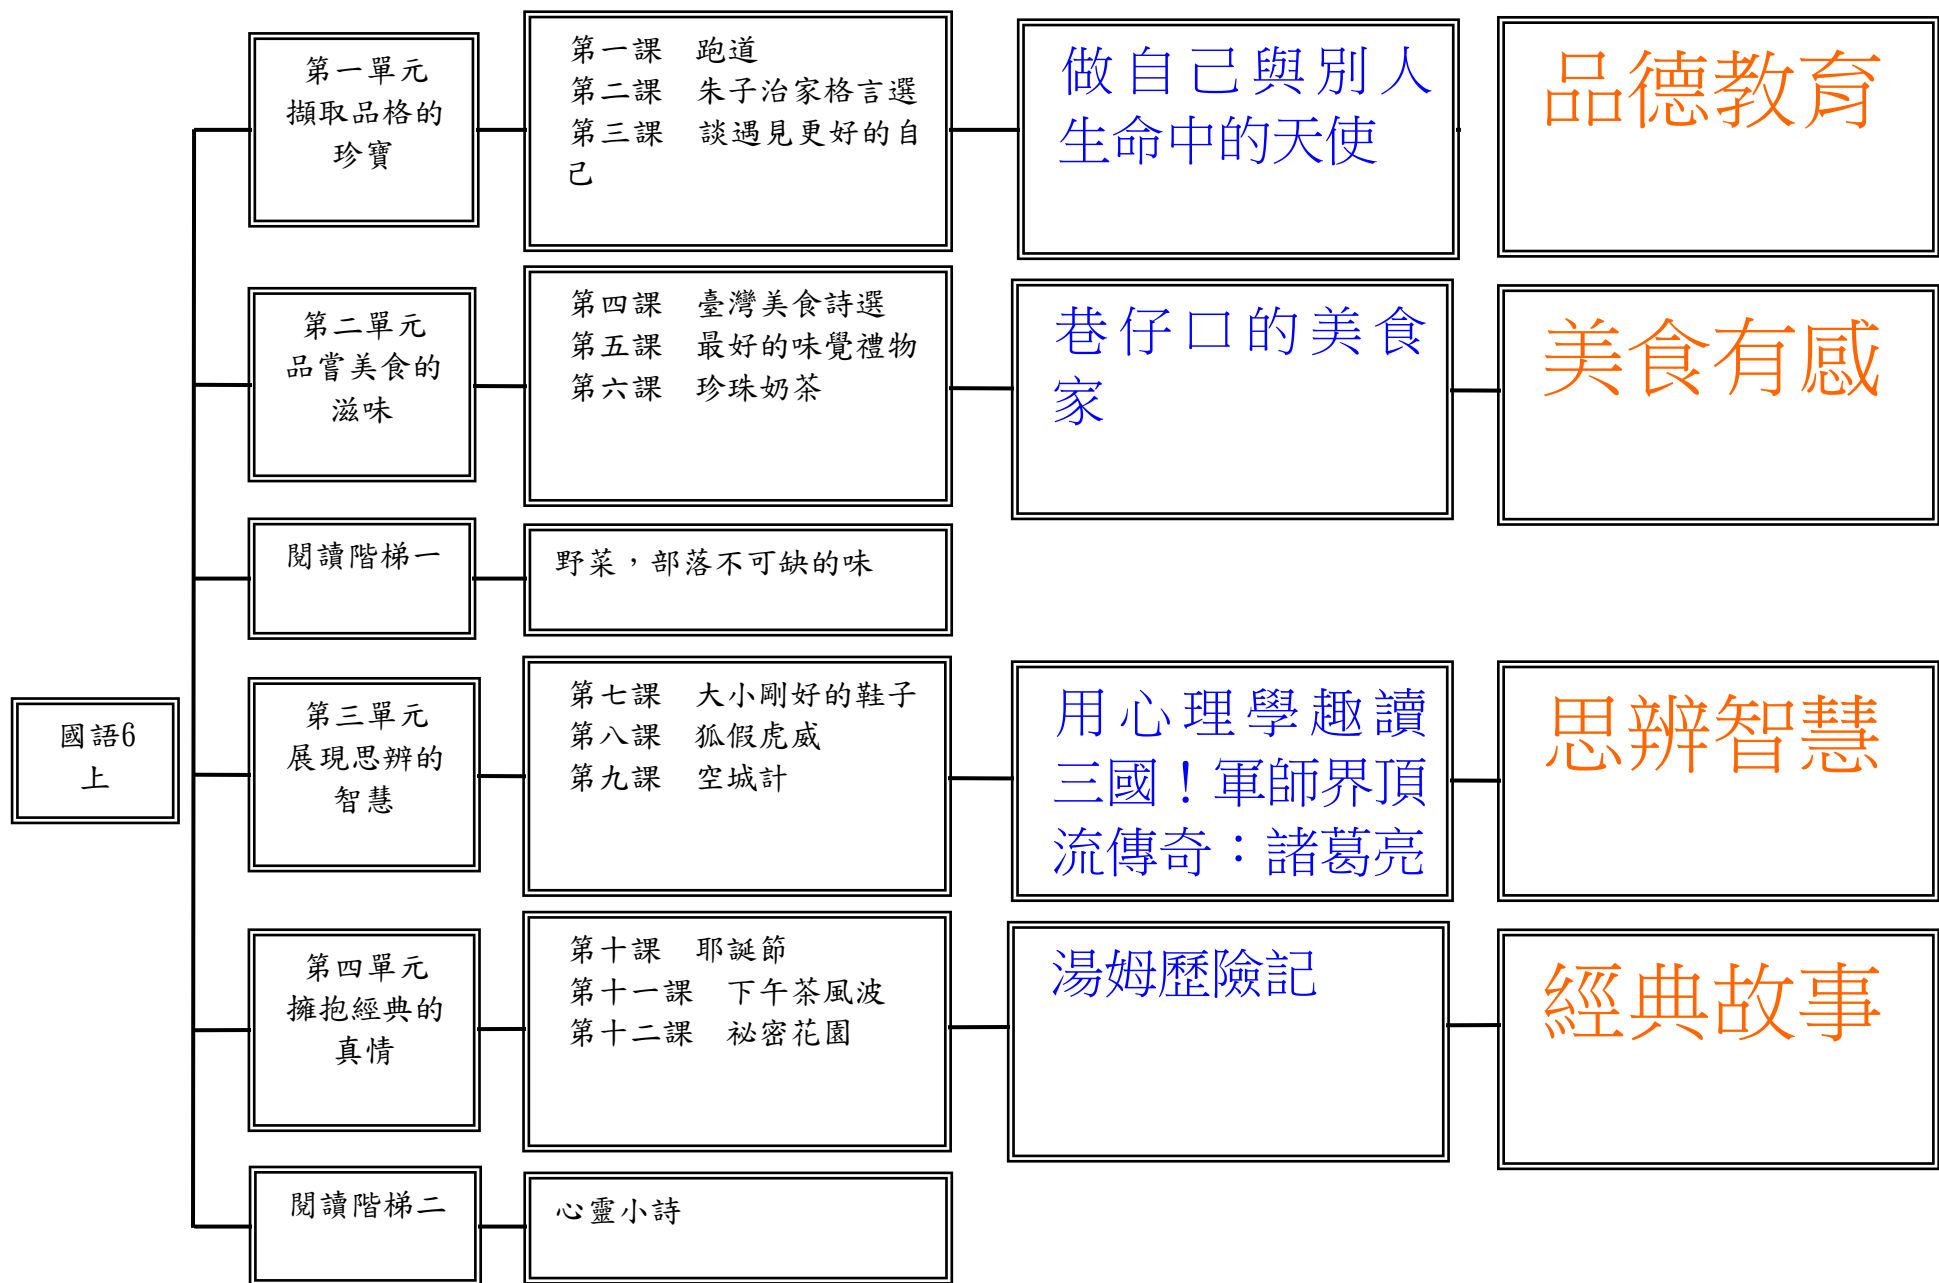 國語6
上
第一單元
擷取品格的
珍寶
第一課　跑道
第二課　朱子治家格言選
第三課　談遇見更好的自
己
做自己與別人
生命中的天使
品德教育
第二單元
品嘗美食的
滋味
第四課　臺灣美食詩選
第五課　最好的味覺禮物
第六課　珍珠奶茶
巷仔口的美食
家
美食有感
閱讀階梯一
野菜，部落不可缺的味
第三單元
展現思辨的
智慧
第七課　大小剛好的鞋子
第八課　狐假虎威
第九課　空城計
用心理學趣讀
三國！軍師界頂
流傳奇：諸葛亮
思辨智慧
第四單元
擁抱經典的
真情
第十課　耶誕節
第十一課　下午茶風波
第十二課　祕密花園
湯姆歷險記
經典故事
閱讀階梯二
心靈小詩